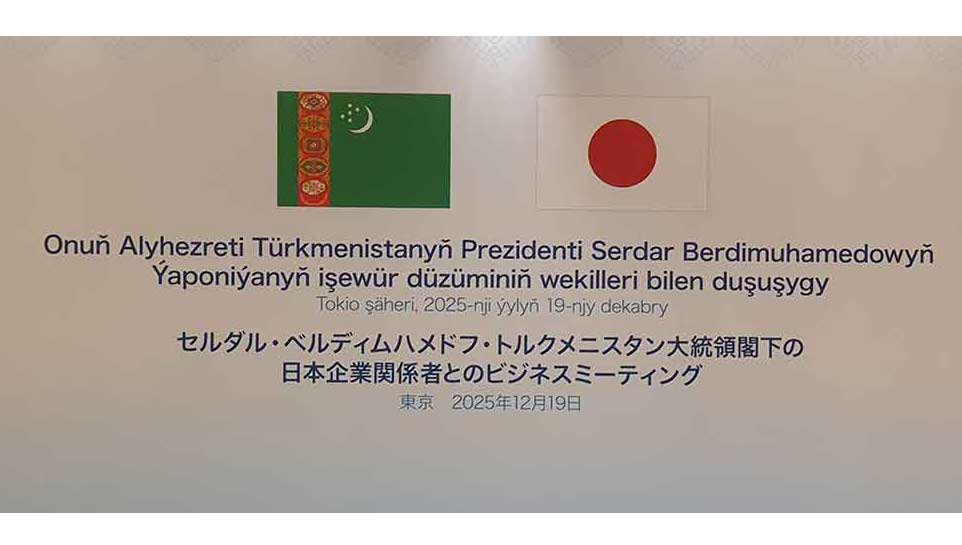 Onuň Alyhezreti Türkmenistanyň Prezidenti Serdar Berdimuhamedowyň
Ýaponiýanyň işewür düzüminiň wekilleri bilen duşuşygy
Tokio şäheri, 2025-nji ýylyň 19-njy dekabry
セルダル・ベルディムハメドフ・トルクメニスタン大統領閣下の
日本企業関係者とのビジネスミーティング
東京　2025年12月19日